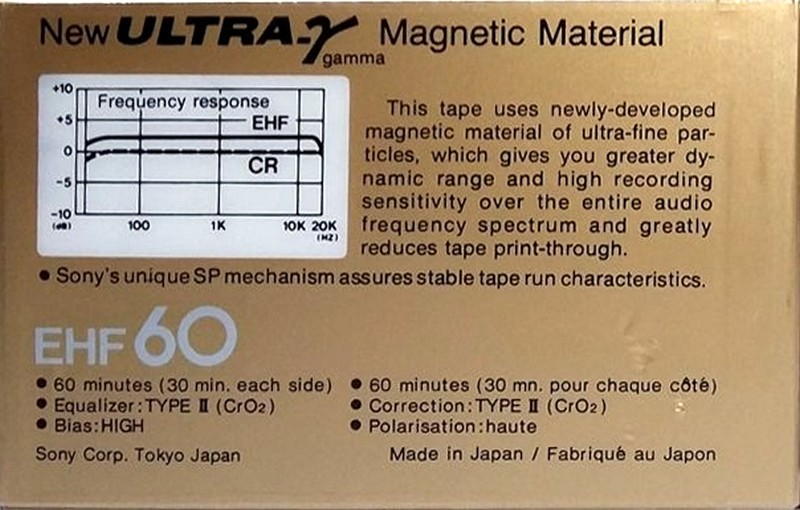 New ULTRA-γ gamma Magnetic Material
+10
Frequency response
+5
EHF
0
CR
-5
-10
(dB)
100
1K
10K 20K
(HZ)
This tape uses newly-developed
magnetic material of ultra-fine par-
ticles, which gives you greater dy-
namic range and high recording
sensitivity over the entire audio
frequency spectrum and greatly
reduces tape print-through.
● Sony's unique SP mechanism assures stable tape run characteristics.
EHF 60
● 60 minutes (30 min. each side)
● Equalizer: TYPE Ⅱ (CrO₂)
● Bias: HIGH
● 60 minutes (30 mn. pour chaque côté)
● Correction: TYPE Ⅱ (CrO₂)
● Polarisation: haute
Sony Corp. Tokyo Japan
Made in Japan / Fabriqué au Japon